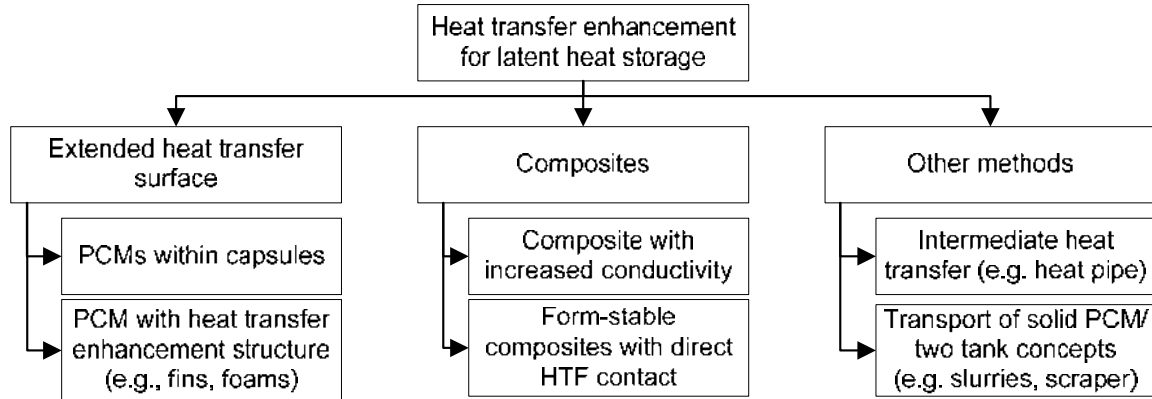 Heat transfer enhancement
for latent heat storage
Extended heat transfer
surface
PCMs within capsules
PCM with heat transfer
enhancement structure
(e.g., fins, foams)
Composites
Composite with
increased conductivity
Form-stable
composites with direct
HTF contact
Other methods
Intermediate heat
transfer (e.g. heat pipe)
Transport of solid PCM/
two tank concepts
(e.g. slurries, scraper)